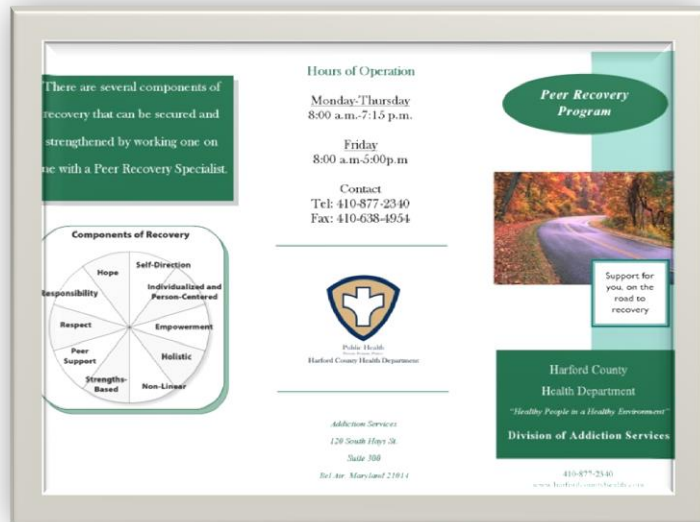 There are several components of
recovery that can be secured and
strengthened by working one on
ne with a Peer Recovery Specialist.
Components of Recovery
Hope
Self-Direction
Responsibility
Individualized and
Person-Centered
Respect
Empowerment
Peer
Support
Holistic
Strengths-
Based
Non-Linear
Hours of Operation
Monday-Thursday
8:00 a.m.-7:15 p.m.
Friday
8:00 a.m-5:00p.m
Contact
Tel: 410-877-2340
Fax: 410-638-4954
Public Health
Harford County Health Department
Addiction Services
120 South Hays St.
Suite 300
Bel Air, Maryland 21014
Peer Recovery
Program
Support for
you, on the
road to
recovery
Harford County
Health Department
"Healthy People in a Healthy Environment"
Division of Addiction Services
410-877-2340